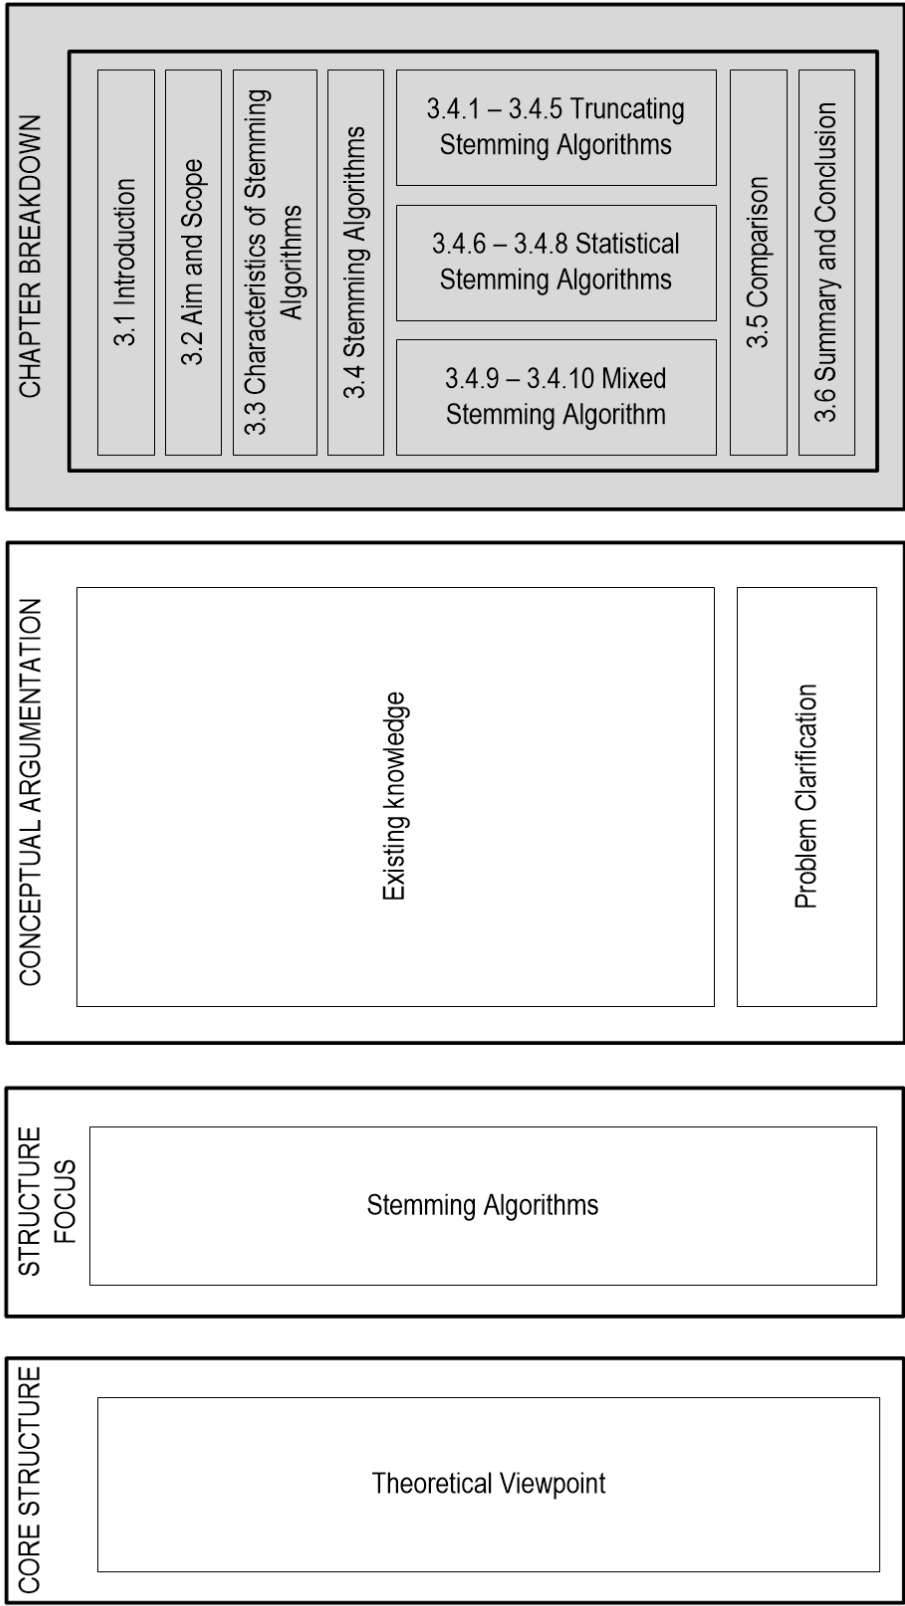 CORE STRUCTURE
Theoretical Viewpoint
STRUCTURE
FOCUS
Stemming Algorithms
CONCEPTUAL ARGUMENTATION
Existing knowledge
Problem Clarification
CHAPTER BREAKDOWN
3.1 Introduction
3.2 Aim and Scope
3.3 Characteristics of Stemming
Algorithms
3.4 Stemming Algorithms
3.4.1 – 3.4.5 Truncating
Stemming Algorithms
3.4.6 – 3.4.8 Statistical
Stemming Algorithms
3.4.9 – 3.4.10 Mixed
Stemming Algorithm
3.5 Comparison
3.6 Summary and Conclusion